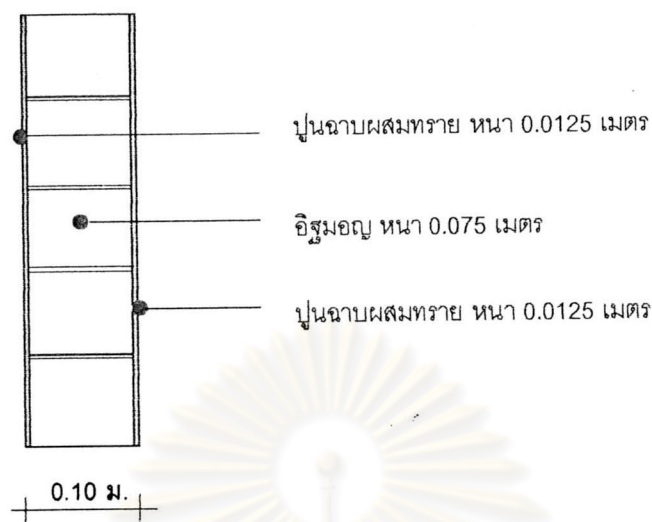 ปูนฉาบผสมทราย หนา 0.0125 เมตร
อิฐมอญ หนา 0.075 เมตร
ปูนฉาบผสมทราย หนา 0.0125 เมตร
0.10 ม.